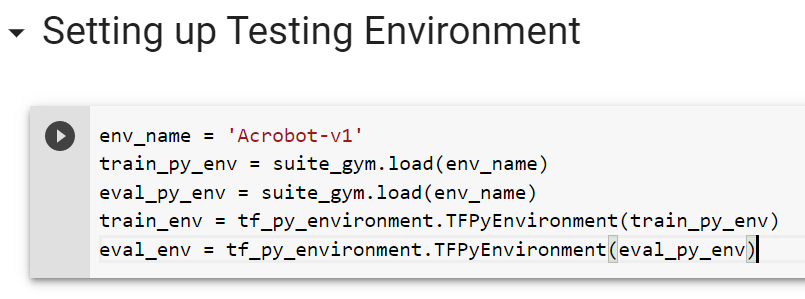 Setting up Testing Environment
env_name = 'Acrobot-v1'
train_py_env = suite_gym.load(env_name)
eval_py_env = suite_gym.load(env_name)
train_env = tf_py_environment.TFPyEnvironment(train_py_env)
eval_env = tf_py_environment.TFPyEnvironment(eval_py_env)